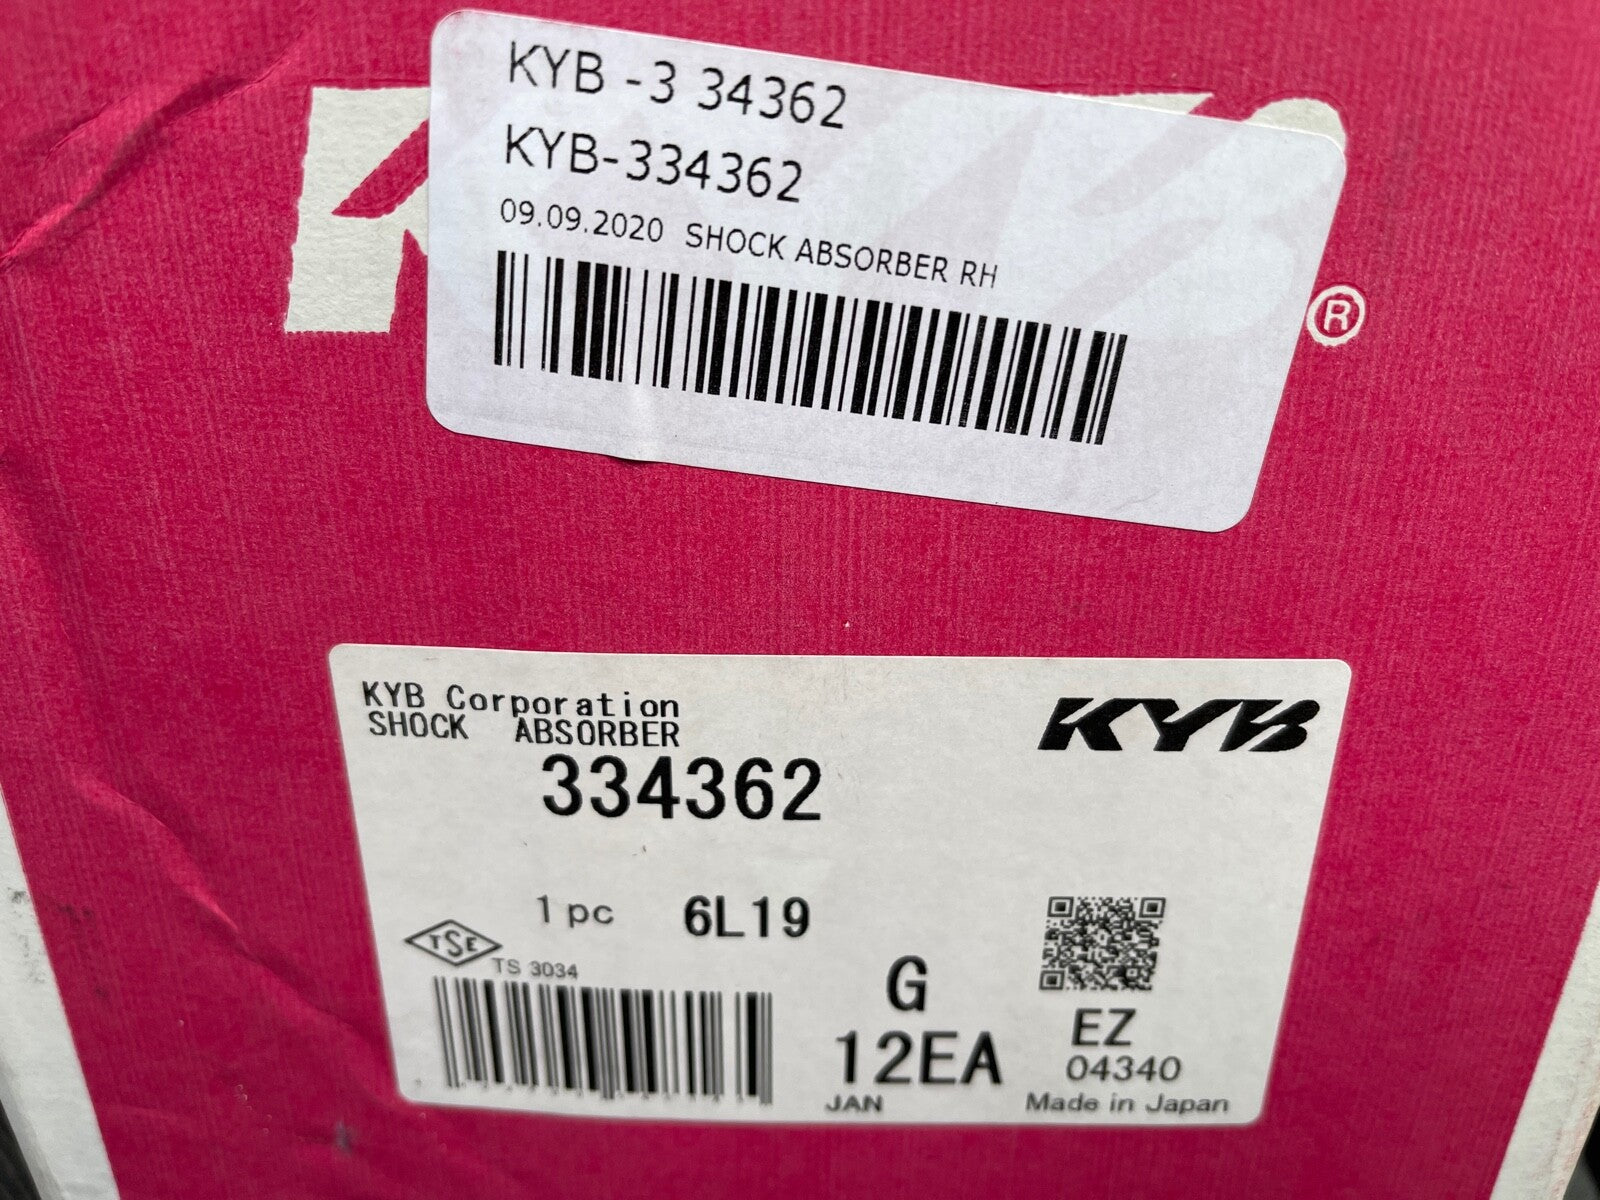 KYB -3 34362
KYB-334362
09.09.2020 SHOCK ABSORBER RH
®
KYB Corporation
SHOCK ABSORBER
KYB
334362
1 pc 6L19
TSE
TS 3034
G
12EA
JAN
EZ
04340
Made in Japan